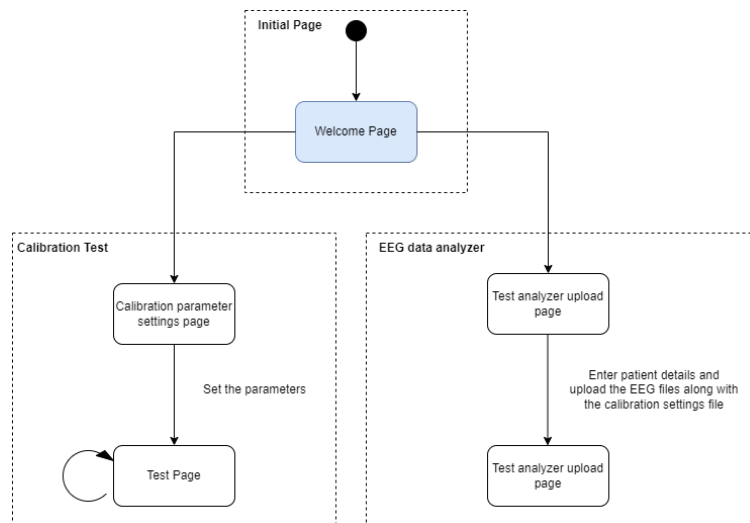 Initial Page
Welcome Page
Calibration Test
EEG data analyzer
Calibration parameter
settings page
Test analyzer upload
page
Set the parameters
Enter patient details and
upload the EEG files along with
the calibration settings file
Test Page
Test analyzer upload
page